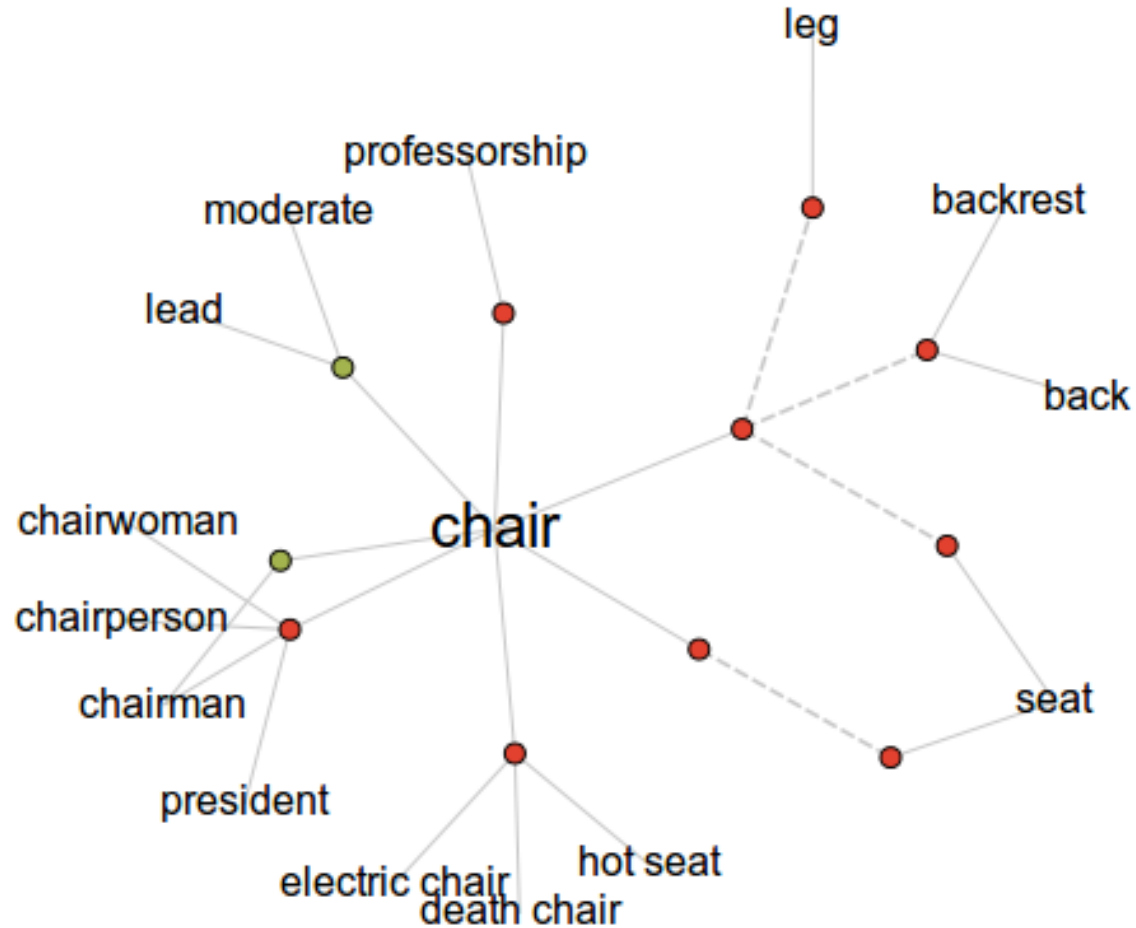 leg
professorship
backrest
moderate
lead
back
chairwoman
chair
chairperson
chairman
seat
president
hot seat
electric chair
death chair